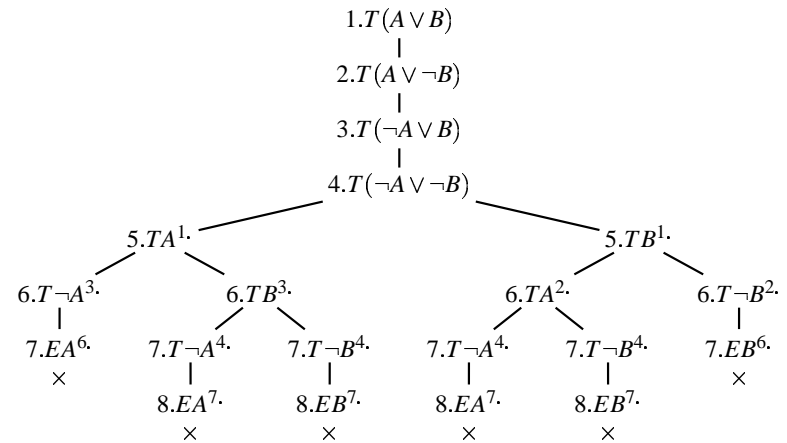 1.T(A ∨ B)
2.T(A ∨ ¬B)
3.T(¬A ∨ B)
4.T(¬A ∨ ¬B)
5.TA¹· 5.TB¹·
6.T¬A³· 6.TB³· 6.TA²· 6.T¬B²·
7.EA⁶· 7.T¬A⁴· 7.T¬B⁴· 7.T¬A⁴· 7.T¬B⁴· 7.EB⁶·
× ×
8.EA⁷· 8.EB⁷· 8.EA⁷· 8.EB⁷·
× × × ×